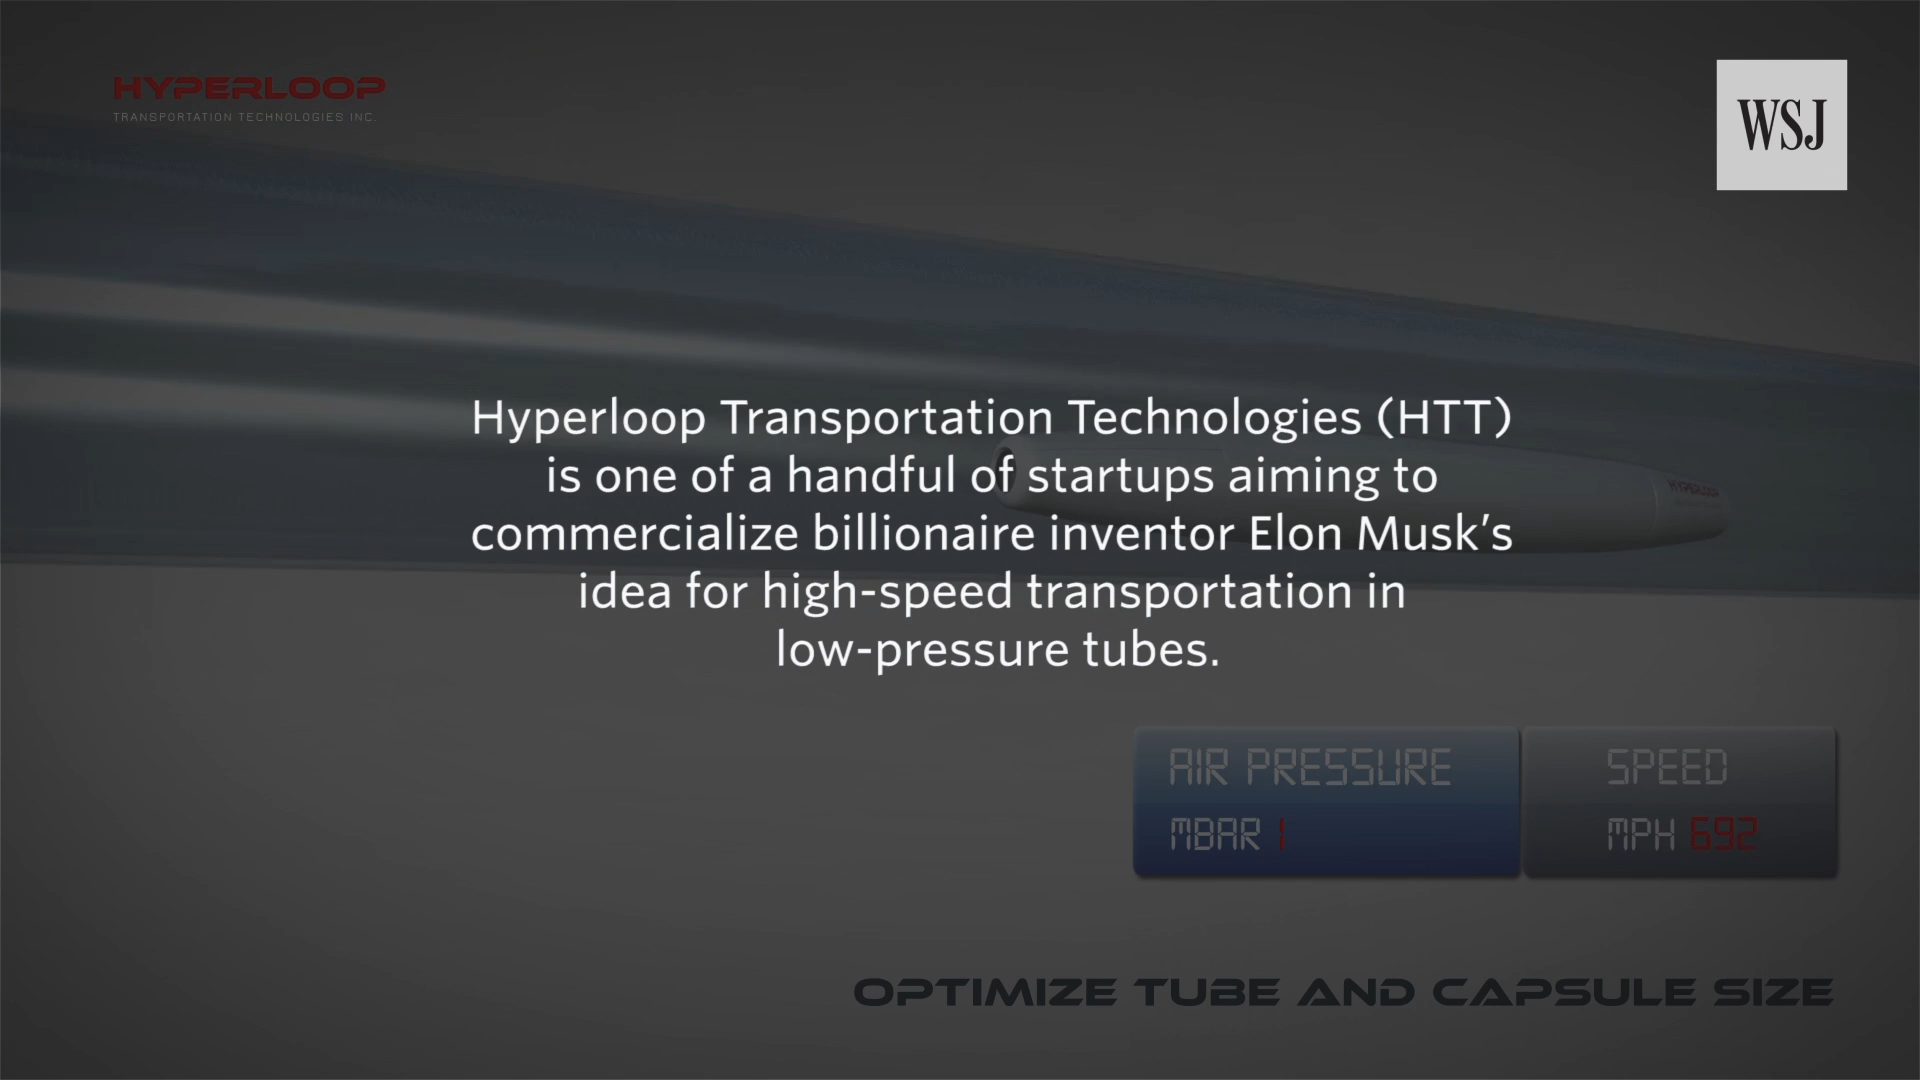 HYPERLOOP
TRANSPORTATION TECHNOLOGIES INC.
WSJ
Hyperloop Transportation Technologies (HTT)
is one of a handful of startups aiming to
commercialize billionaire inventor Elon Musk’s
idea for high-speed transportation in
low-pressure tubes.
HYPERLOOP
AIR PRESSURE
MBAR 1
SPEED
MPH 692
OPTIMIZE TUBE AND CAPSULE SIZE